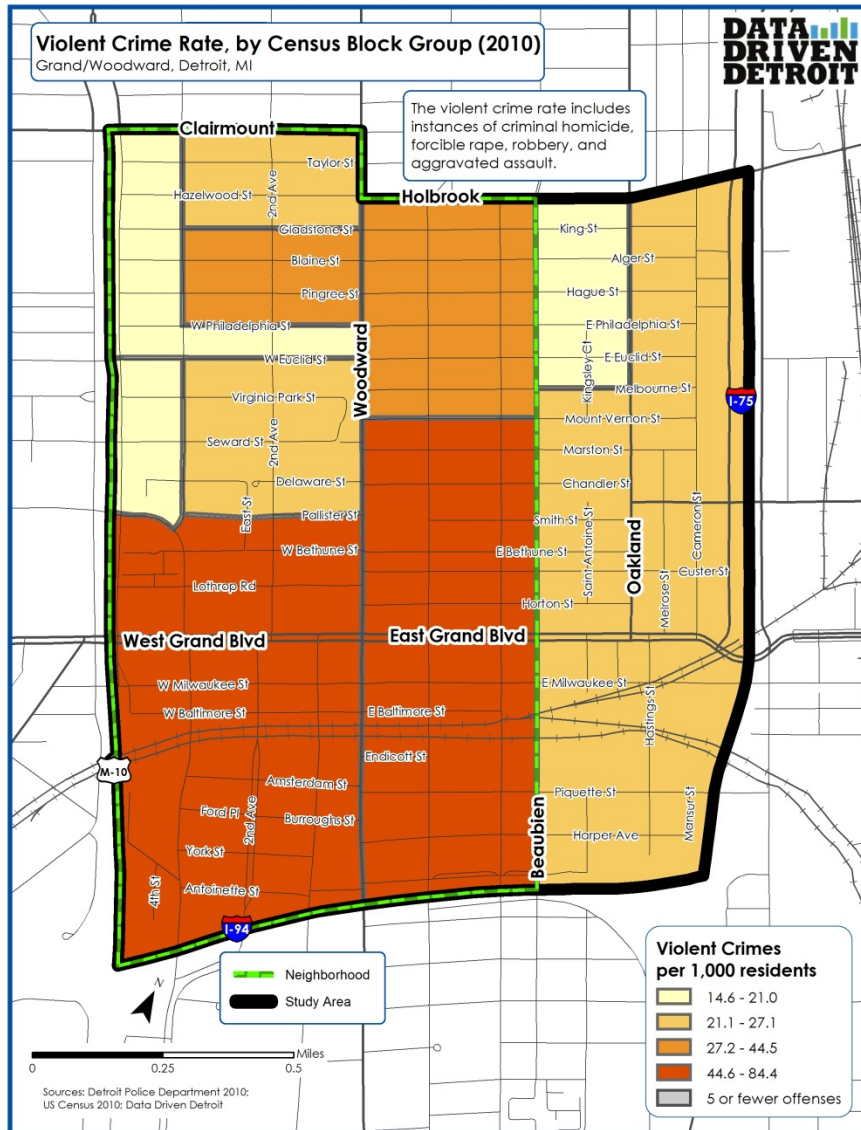 Violent Crime Rate, by Census Block Group (2010)
Grand/Woodward, Detroit, MI
DATA
DRIVEN
DETROIT
The violent crime rate includes
instances of criminal homicide,
forcible rape, robbery, and
aggravated assault.
Clairmount
Taylor St
2nd Ave
Hazelwood St
Holbrook
Gladstone St
King St
Blaine St
Alger St
Pingree St
Hague St
W Philadelphia St
E Philadelphia St
Woodward
W Euclid St
E Euclid St
Kingsley Ct
Melbourne St
Virginia Park St
I-75
2nd Ave
Mount Vernon St
Seward St
Marston St
Delaware St
Chandler St
East St
Pallister St
Smith St
Saint Antoine St
Cameron St
W Bethune St
E Bethune St
Oakland
Lothrop Rd
Melrose St
Custer St
Horton St
West Grand Blvd
East Grand Blvd
W Milwaukee St
E Milwaukee St
W Baltimore St
E Baltimore St
Hastings St
Endicott St
M-10
Amsterdam St
Piquette St
Ford Pl
2nd Ave
Burroughs St
Mansur St
Harper Ave
Beaubien
York St
4th St
Antoinette St
I-94
N
Neighborhood
Study Area
Violent Crimes
per 1,000 residents
14.6 - 21.0
21.1 - 27.1
27.2 - 44.5
44.6 - 84.4
5 or fewer offenses
Miles
0 0.25 0.5
Sources: Detroit Police Department 2010;
US Census 2010; Data Driven Detroit